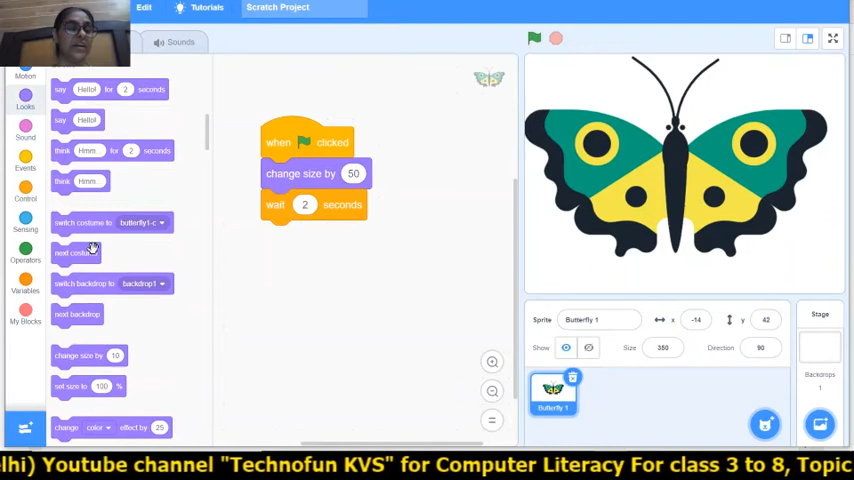 Edit
Tutorials
Scratch Project
Sounds
Motion
Looks
Sound
Events
Control
Sensing
Operators
Variables
My Blocks
say Hello! for 2 seconds
say Hello!
think Hmm... for 2 seconds
think Hmm...
switch costume to butterfly1-c
next costu
switch backdrop to backdrop1
next backdrop
change size by 10
set size to 100 %
change color effect by 25
when clicked
change size by 50
wait 2 seconds
Sprite Butterfly 1 x -14 y 42
Show Size 350 Direction 90
Butterfly 1
Stage
Backdrops
1
lhi) Youtube channel "Technofun KVS" for Computer Literacy For class 3 to 8, Topic